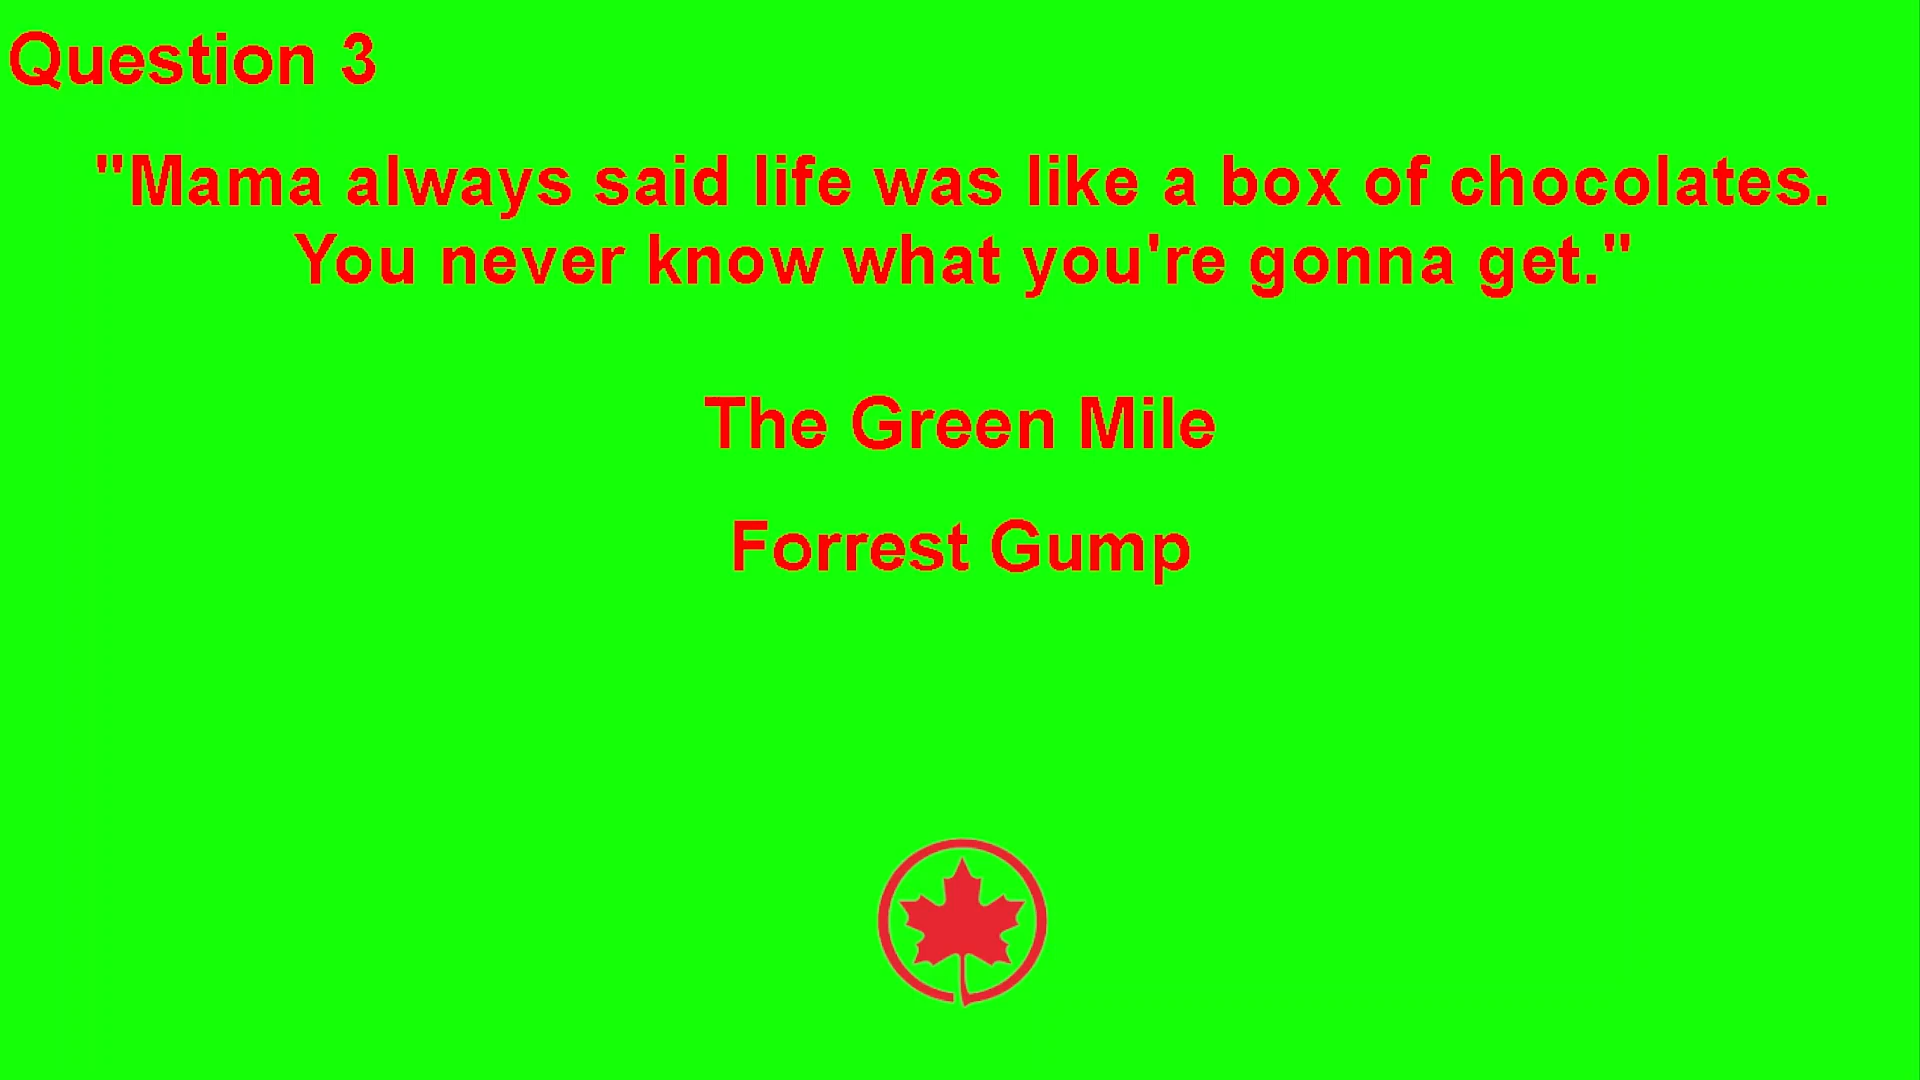 Question 3
"Mama always said life was like a box of chocolates.
You never know what you're gonna get."
The Green Mile
Forrest Gump